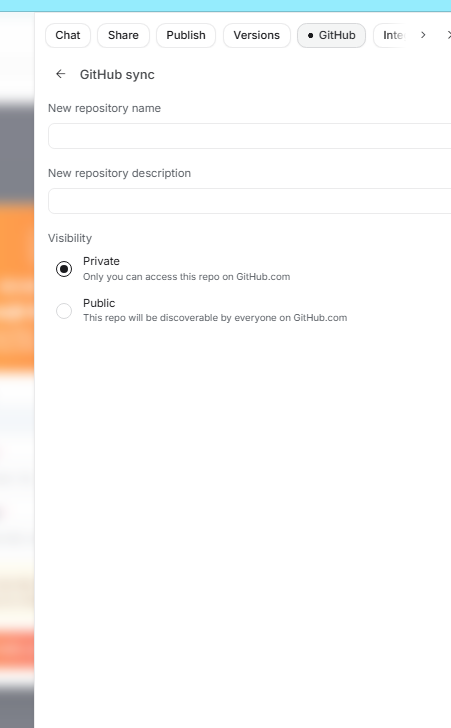 Chat Share Publish Versions GitHub
GitHub sync
New repository name
New repository description
Visibility
Private
Only you can access this repo on GitHub.com
Public
This repo will be discoverable by everyone on GitHub.com